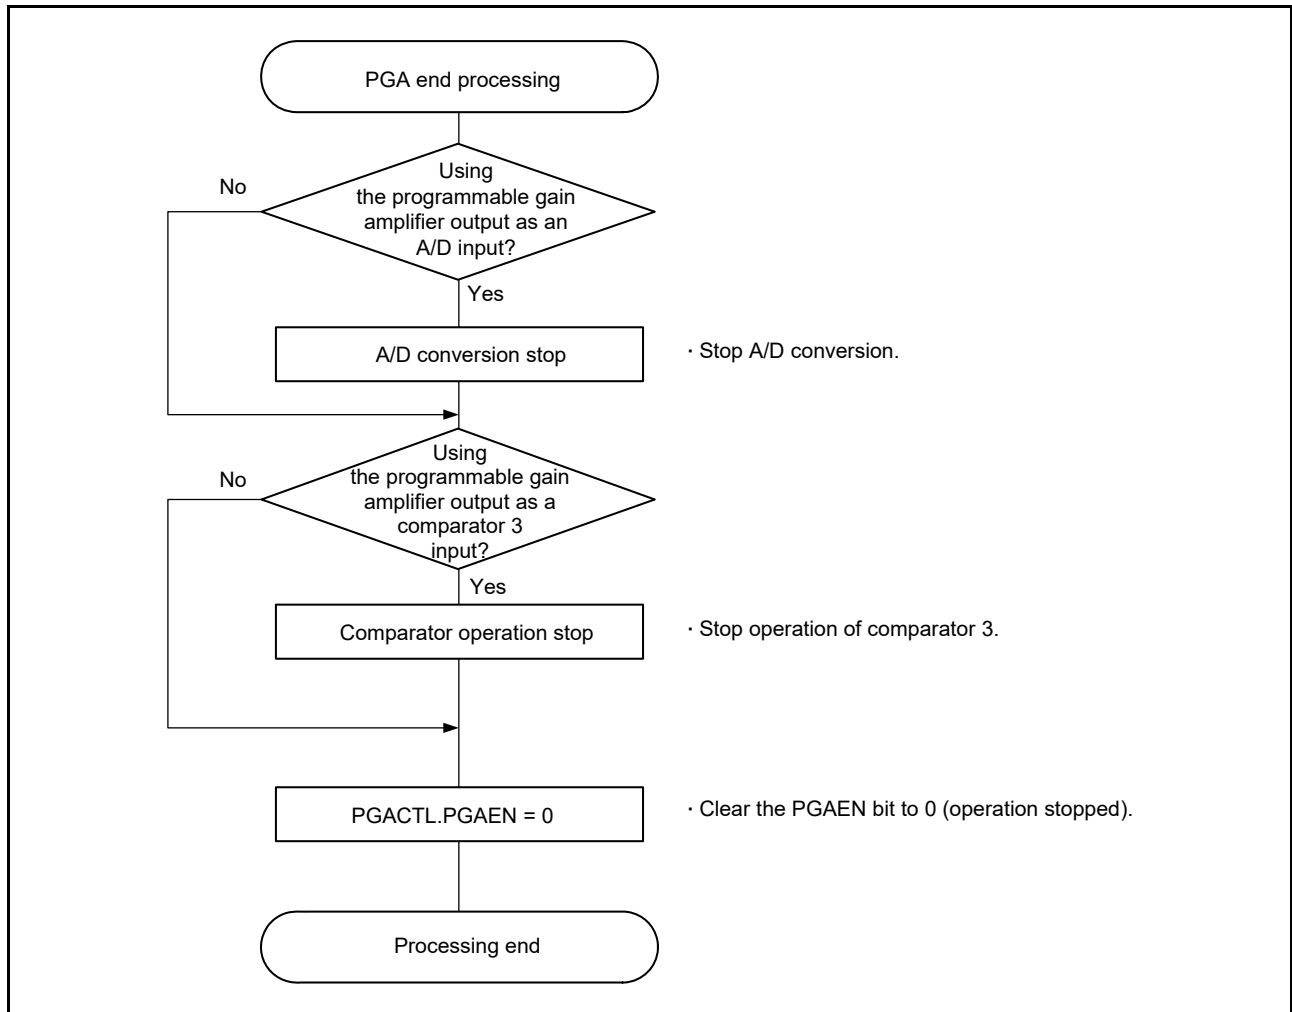 PGA end processing
Using
the programmable gain
amplifier output as an
A/D input?
No
Yes
A/D conversion stop
· Stop A/D conversion.
Using
the programmable gain
amplifier output as a
comparator 3
input?
No
Yes
Comparator operation stop
· Stop operation of comparator 3.
PGACTL.PGAEN = 0
· Clear the PGAEN bit to 0 (operation stopped).
Processing end